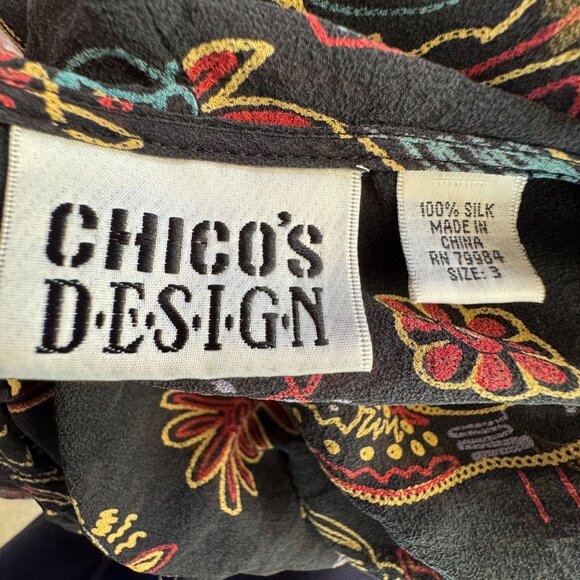 CHICO'S
D·E·S·I·G·N
100% SILK
MADE IN
CHINA
RN 79984
SIZE: 3